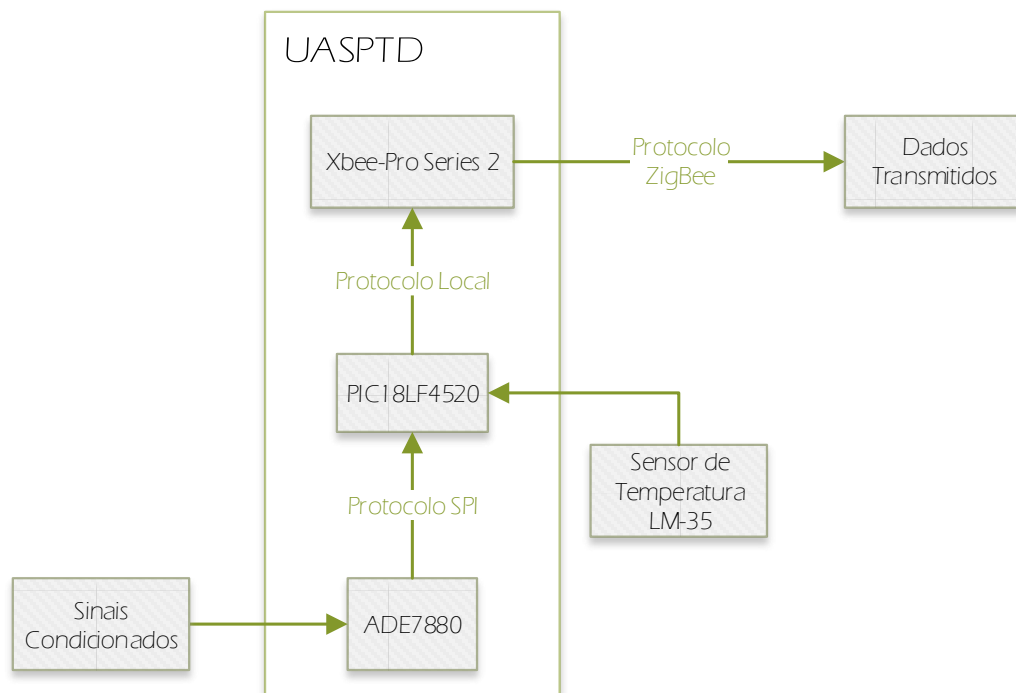 UASPTD
Xbee-Pro Series 2
Protocolo
ZigBee
Dados
Transmitidos
Protocolo Local
PIC18LF4520
Sensor de
Temperatura
LM-35
Protocolo SPI
Sinais
Condicionados
ADE7880